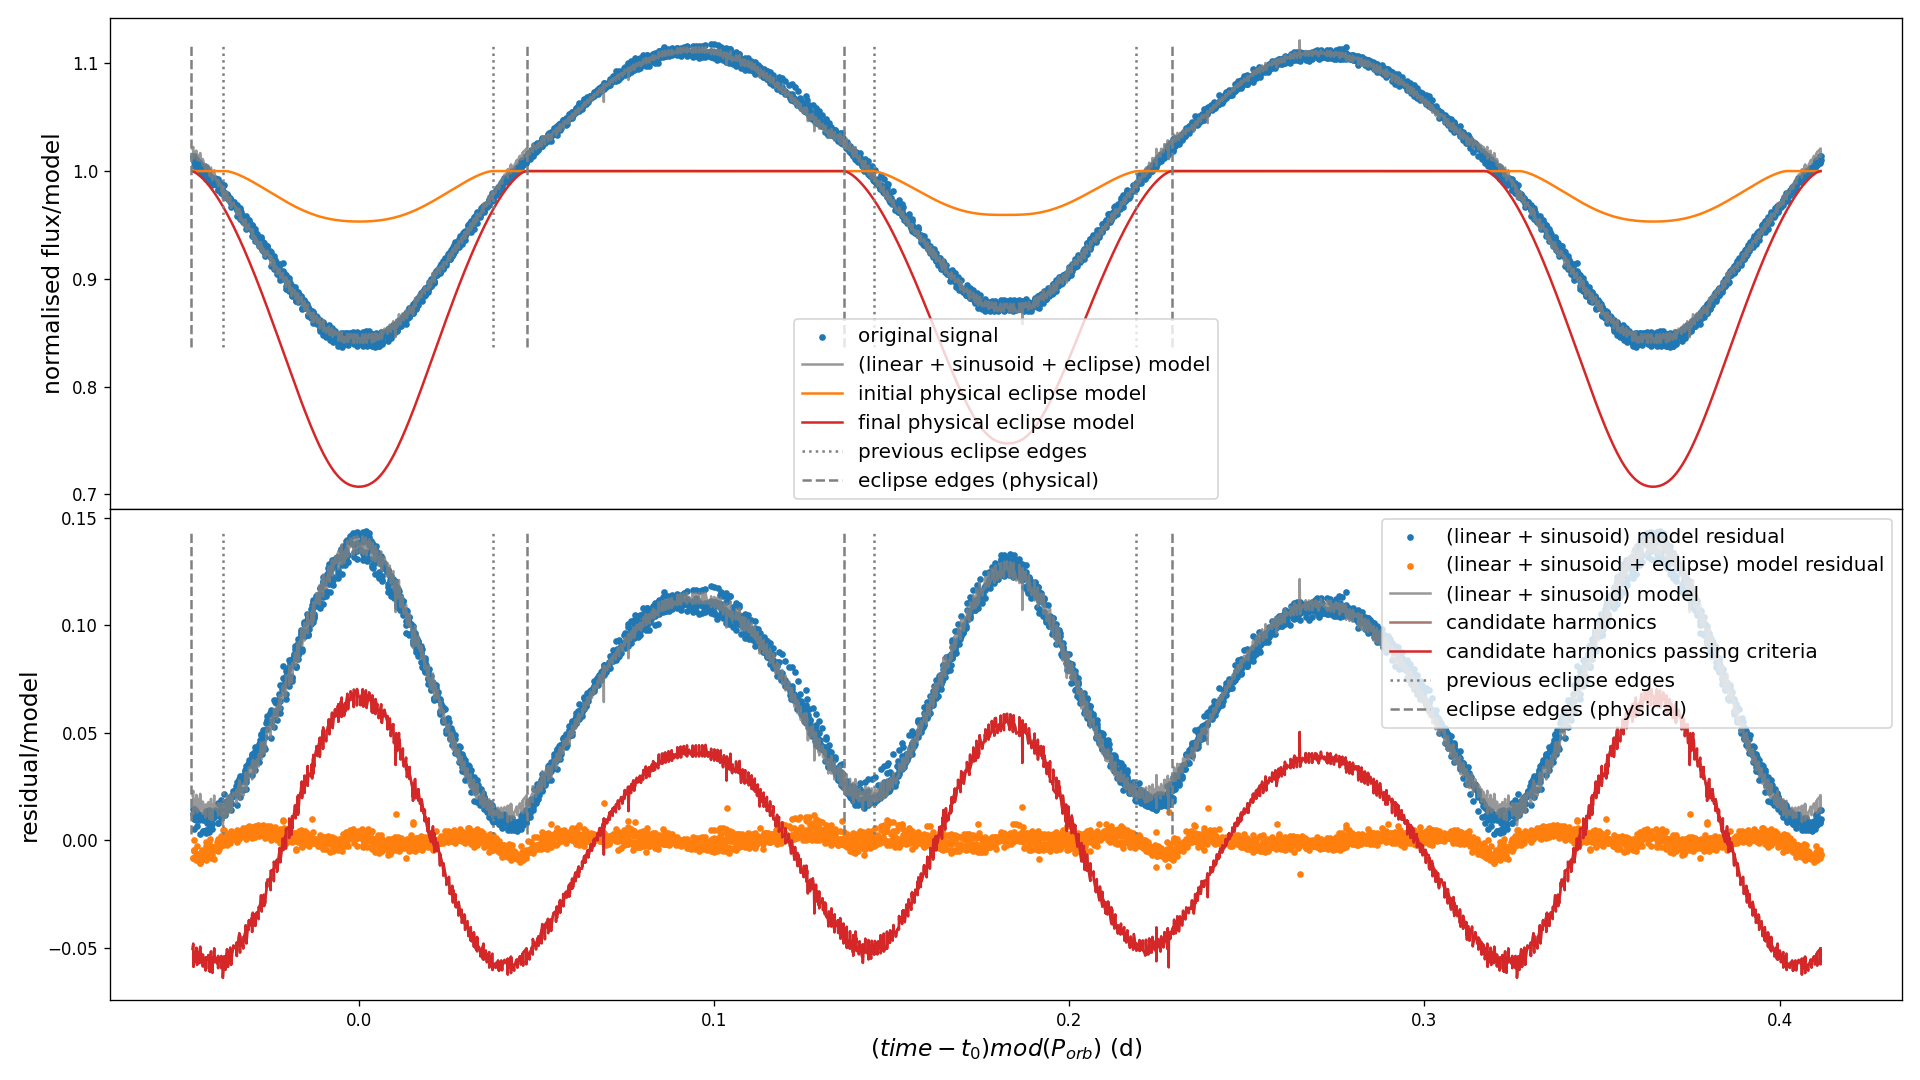 normalised flux/model
1.1
1.0
0.9
0.8
0.7
original signal
(linear + sinusoid + eclipse) model
initial physical eclipse model
final physical eclipse model
previous eclipse edges
eclipse edges (physical)
residual/model
0.15
0.10
0.05
0.00
−0.05
(linear + sinusoid) model residual
(linear + sinusoid + eclipse) model residual
(linear + sinusoid) model
candidate harmonics
candidate harmonics passing criteria
previous eclipse edges
eclipse edges (physical)
0.0 0.1 0.2 0.3 0.4
(time − t₀)mod(Pₒᵣb) (d)